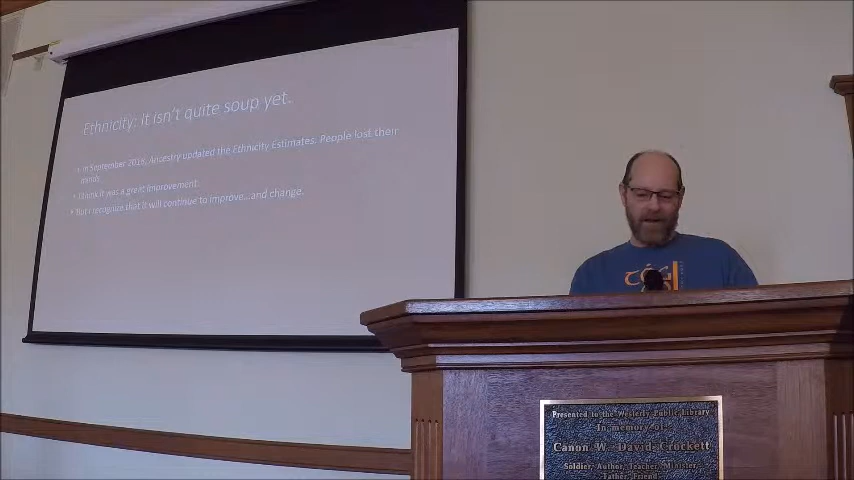 Ethnicity: It isn't quite soup yet.
• In September 2018, Ancestry updated the Ethnicity Estimates. People lost their
minds.
• I think it was a great improvement.
• But I recognize that it will continue to improve...and change.
Presented to the Westerly Public Library
In memory of
Canon W. David Crockett
Soldier, Author, Teacher, Minister,
Father, Friend